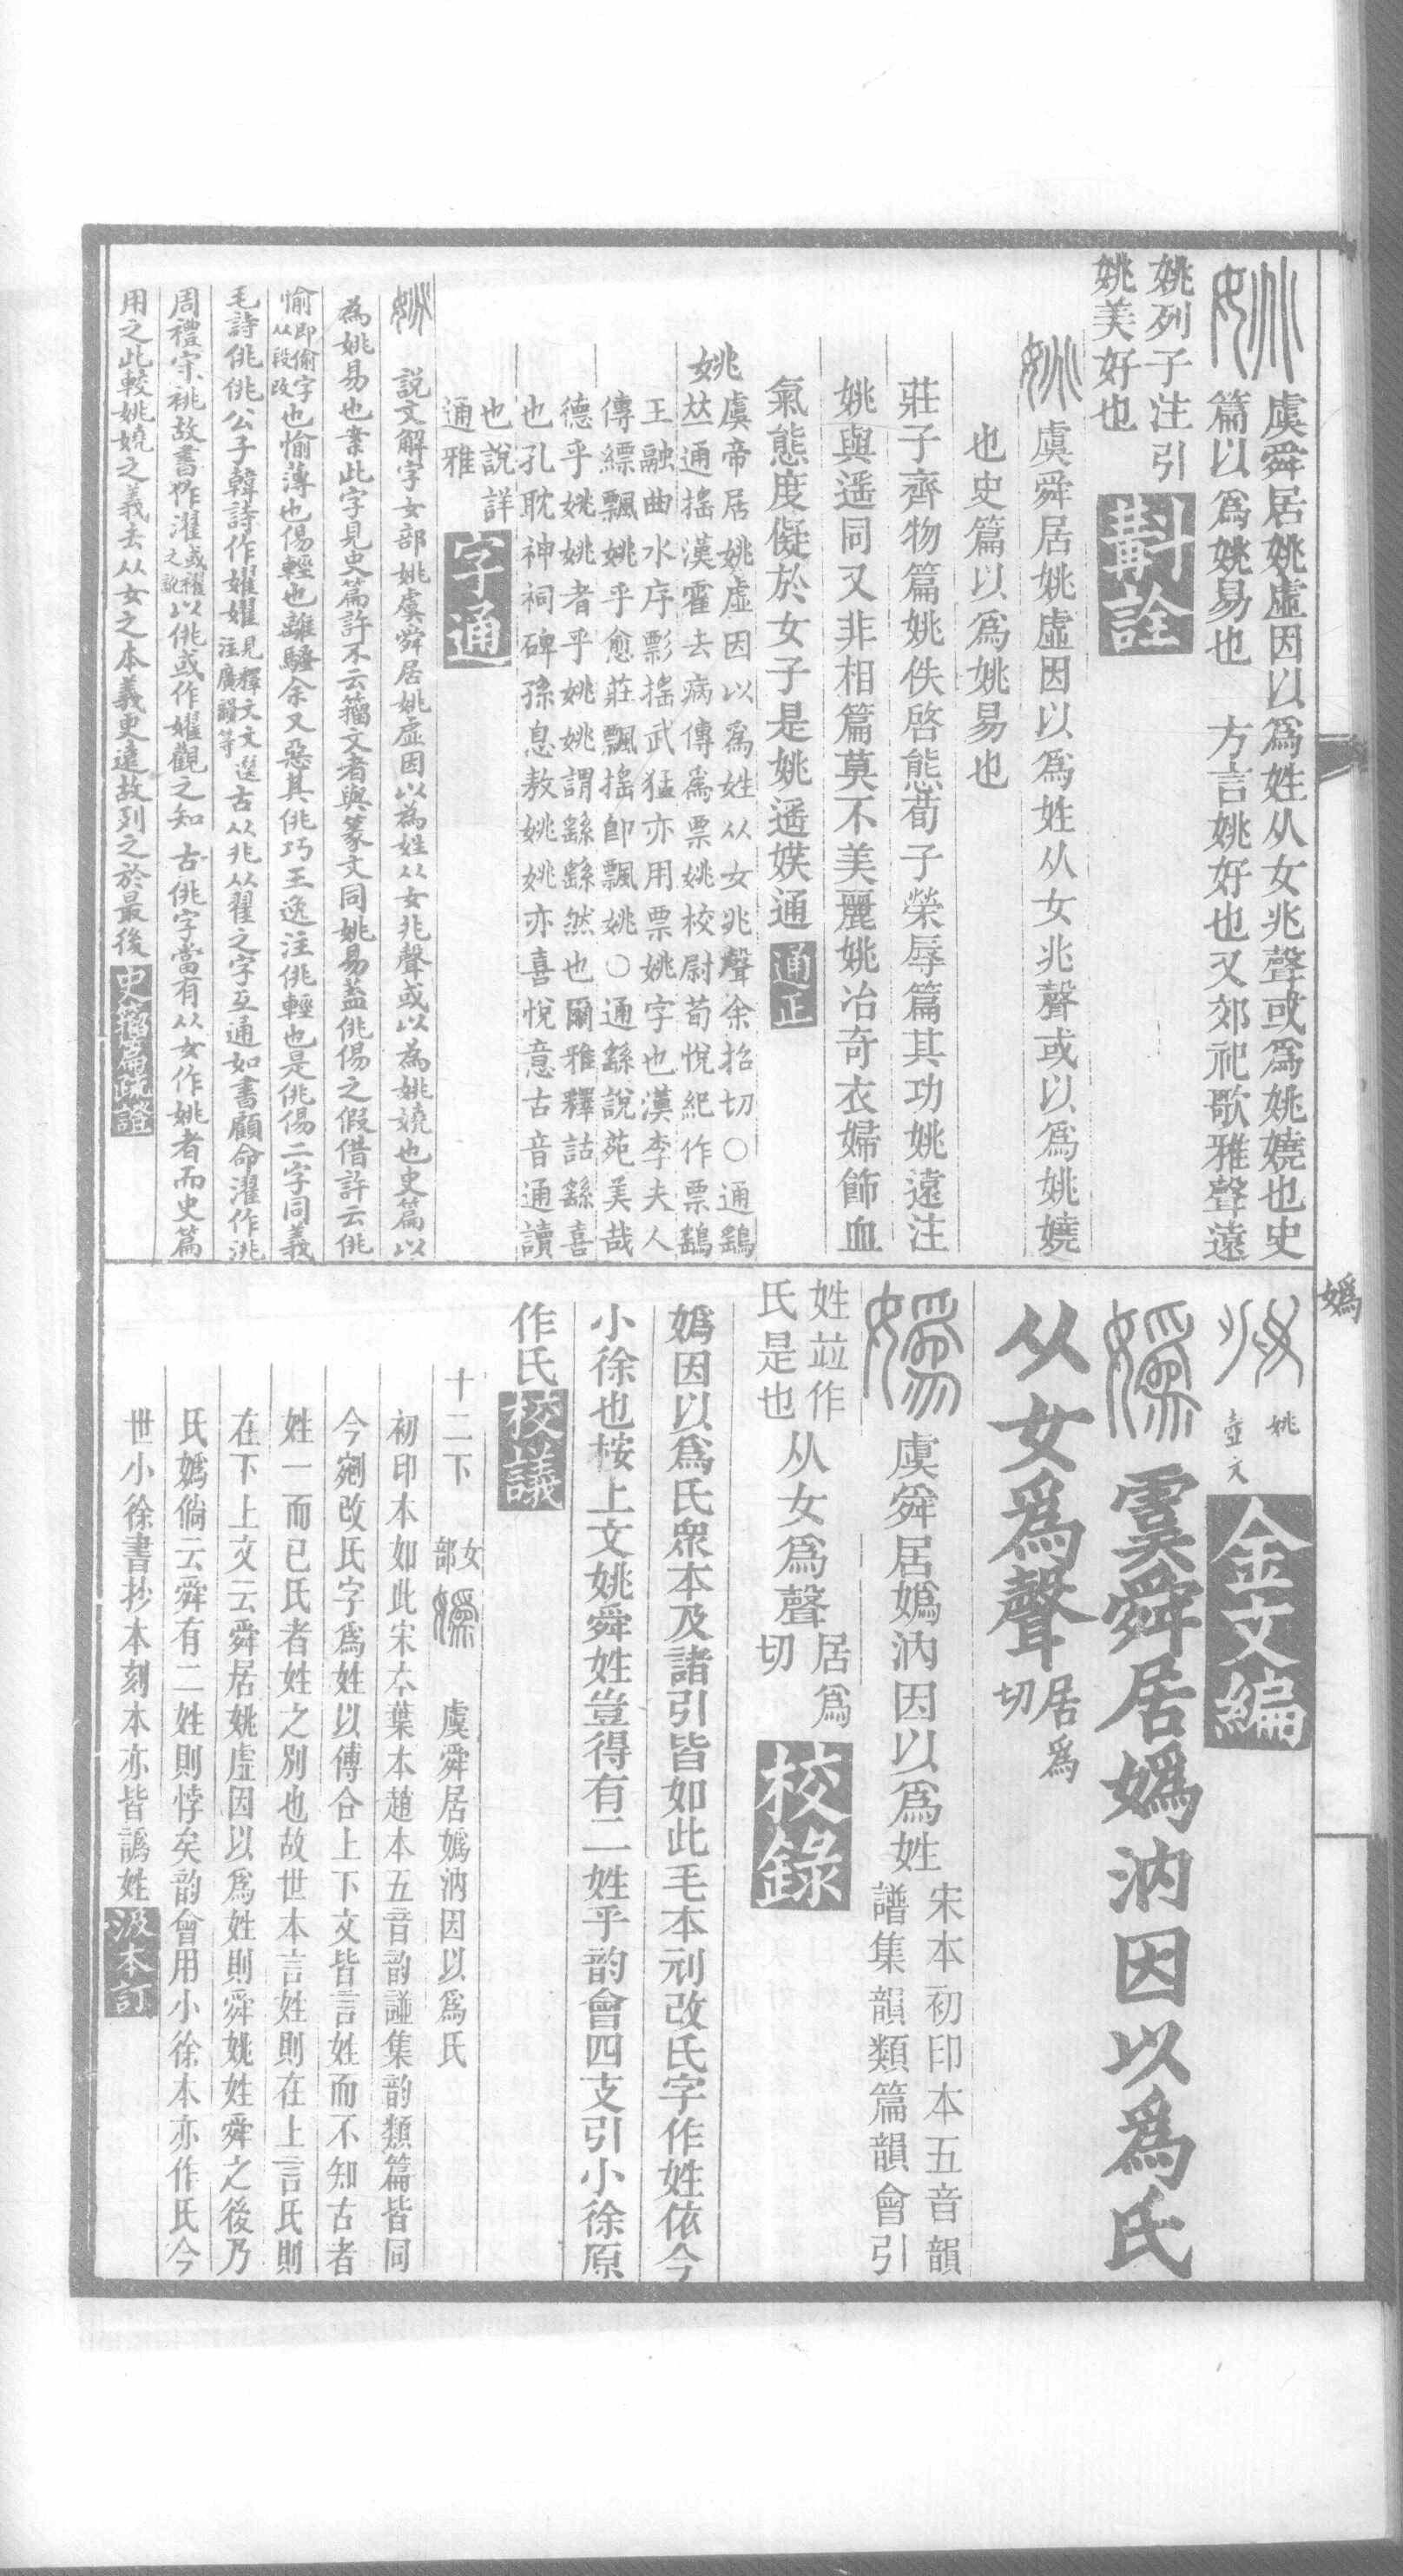 虞舜居姚虛因以爲姓从女兆聲或爲姚嬈也史
篇以爲姚易也　方言姚好也又郊祀歌雅聲遠
姚列子注引
姚美好也
斠詮
虞舜居姚虛因以爲姓从女兆聲或以爲姚嬈
也史篇以爲姚易也
莊子齊物篇姚佚啓態荀子榮辱篇其功姚遠注
姚與遥同又非相篇莫不美麗姚冶奇衣婦飾血
氣態度儗於女子是姚遥媖通
通正
姚
虞帝居姚虛因以爲姓从女兆聲余招切○通鷂
𠀤通搖漢霍去病傳爲票姚校尉荀悅紀作票鷂
王融曲水序影搖武猛亦用票姚字也漢李夫人
傳縹飄姚乎愈莊飄搖卽飄姚○通繇說苑美哉
德乎姚姚者乎姚姚謂繇繇然也爾雅釋詁繇喜
也孔耽神祠碑孫息敖姚姚亦喜悅意古音通讀
也說詳
通雅
字通
說文解字女部姚虞舜居姚虛因以為姓从女兆聲或以為姚嬈也史篇以
為姚易也案此字見史篇許不云籀文者與篆文同姚易葢佻傷之假借許云佻
愉即偷字从段改也愉薄也傷輕也離騷余又惡其佻巧王逸注佻輕也是佻傷二字同義
毛詩佻佻公子韓詩作嬥嬥見釋文文選注廣韻等古从兆从翟之字互通如書顧命濯作洮
周禮守祧故書作濯或𥛮之說以佻或作嬥觀之知古佻字當有从女作姚者而史篇
用之此較姚嬈之義去从女之本義更遠故列之於最後
史籀篇疏證
嬀
姚
壺文
金文編
虞舜居嬀汭因以爲氏
从女爲聲
居爲
切
虞舜居嬀汭因以爲姓
宋本初印本五音韻
譜集韻類篇韻會引
姓並作
氏是也
从女爲聲
居爲
切
校錄
嬀因以爲氏衆本及諸引皆如此毛本刓改氏字作姓依今
小徐也桉上文姚舜姓豈得有二姓乎韵會四支引小徐原
作氏
校議
十二下
女部
虞舜居嬀汭因以爲氏
初印本如此宋本葉本趙本五音韵譜集韵類篇皆同
今剜改氏字爲姓以傅合上下文皆言姓而不知古者
姓一而已氏者姓之別也故世本言姓則在上言氏則
在下上文云舜居姚虛因以爲姓則舜姚姓舜之後乃
氏嬀倘云舜有二姓則悖矣韵會用小徐本亦作氏今
世小徐書抄本刻本亦皆譌姓
汲本訂